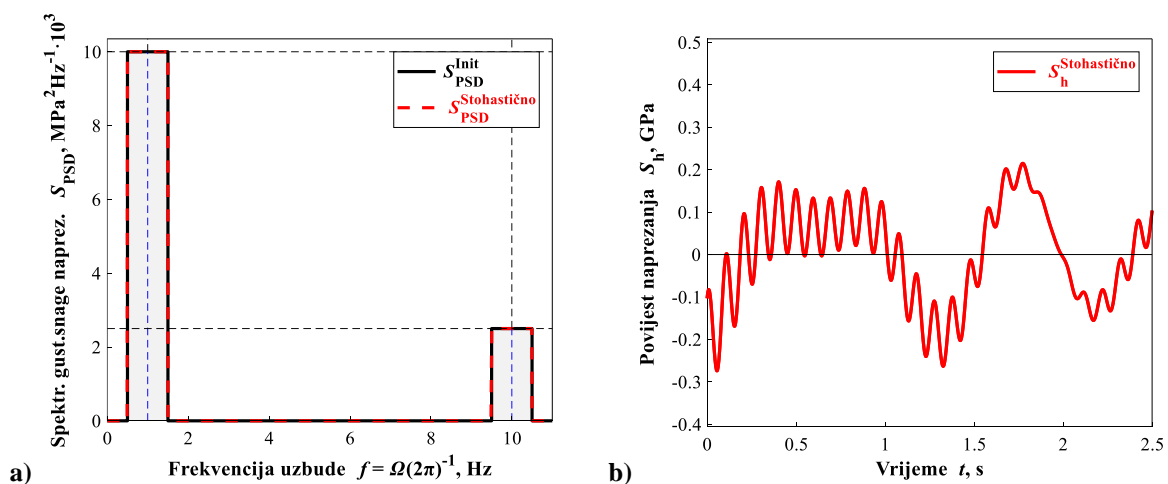 Spektr. gust.snage naprez. S_PSD, MPa²Hz⁻¹·10³
10
8
6
4
2
0
S_PSD^Init
S_PSD^Stohastično
0 2 4 6 8 10
Frekvencija uzbude f = Ω(2π)⁻¹, Hz
a)
Povijest naprezanja S_h, GPa
0.5
0.4
0.3
0.2
0.1
0
-0.1
-0.2
-0.3
-0.4
S_h^Stohastično
0 0.5 1 1.5 2 2.5
Vrijeme t, s
b)